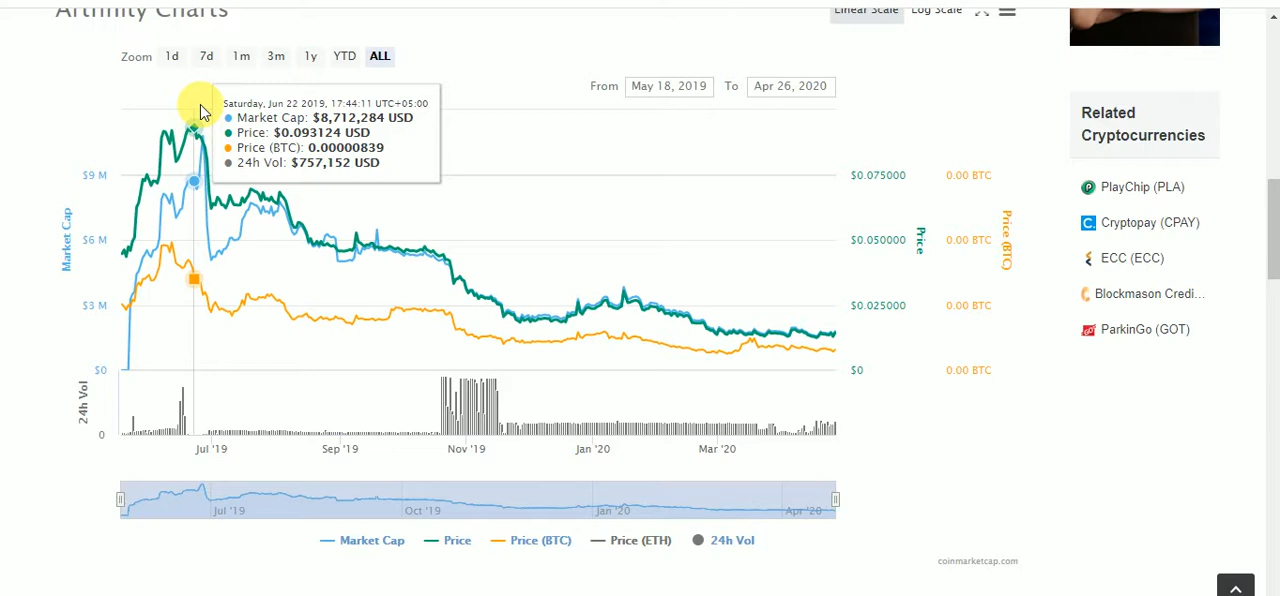 Artfinity Charts
Linear Scale Log Scale
Zoom 1d 7d 1m 3m 1y YTD ALL
From May 18, 2019 To Apr 26, 2020
Saturday, Jun 22 2019, 17:44:11 UTC+05:00
Market Cap: $8,712,284 USD
Price: $0.093124 USD
Price (BTC): 0.00000839
24h Vol: $757,152 USD
$9 M
$6 M
$3 M
$0
Market Cap
$0.075000
$0.050000
$0.025000
$0
Price
0.00 BTC
0.00 BTC
0.00 BTC
0.00 BTC
Price (BTC)
24h Vol
0
Jul '19 Sep '19 Nov '19 Jan '20 Mar '20
Jul '19 Oct '19 Jan '20 Apr '20
Market Cap Price Price (BTC) Price (ETH) 24h Vol
coinmarketcap.com
Related
Cryptocurrencies
PlayChip (PLA)
Cryptopay (CPAY)
ECC (ECC)
Blockmason Credi...
ParkinGo (GOT)